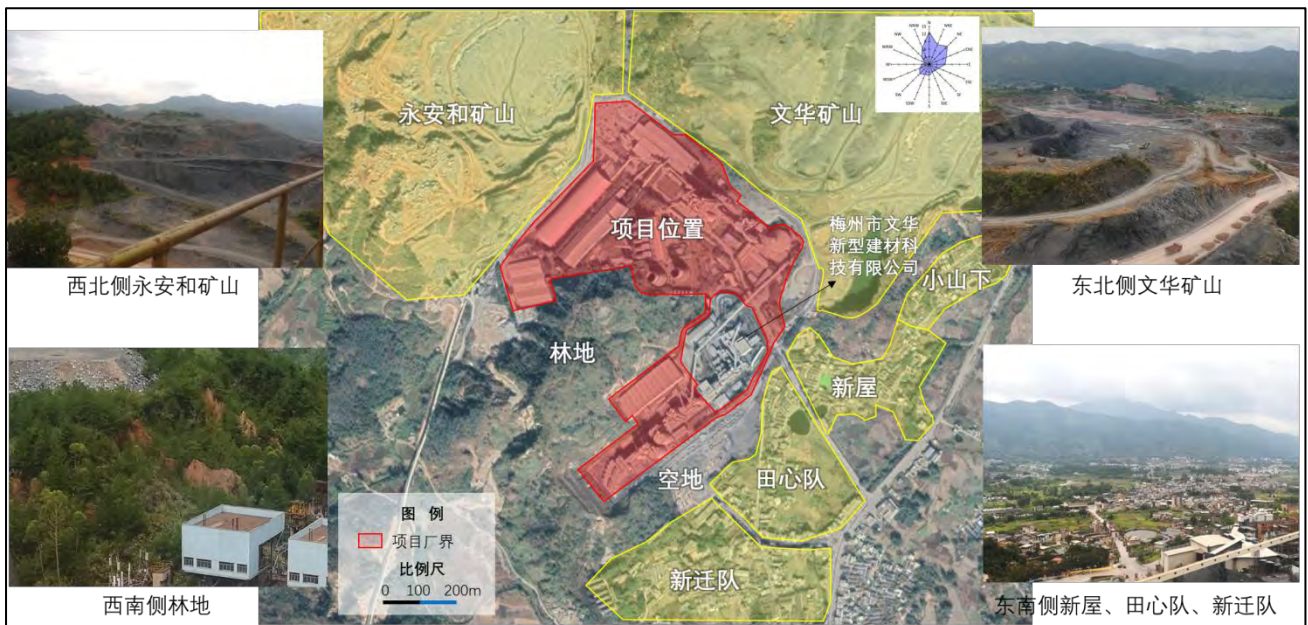 永安和矿山
文华矿山
N
项目位置
梅州市文华
新型建材科
技有限公司
小山下
西北侧永安和矿山
东北侧文华矿山
林地
新屋
空地
田心队
图 例
项目厂界
比例尺
0 100 200m
新迁队
西南侧林地
东南侧新屋、田心队、新迁队